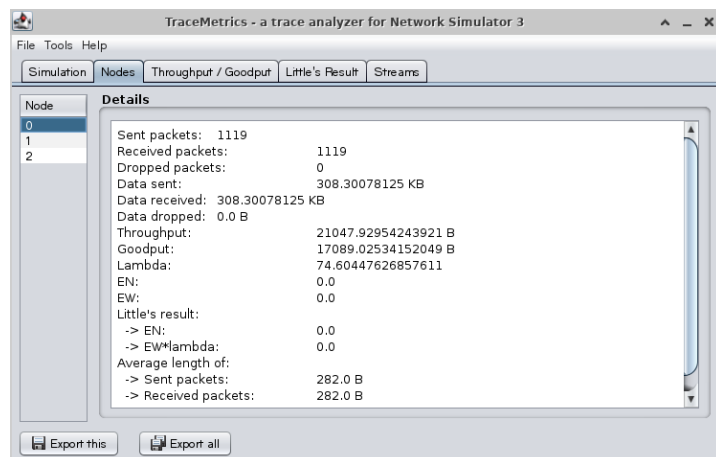 TraceMetrics - a trace analyzer for Network Simulator 3
File Tools Help
Simulation Nodes Throughput / Goodput Little's Result Streams
Node
0
1
2
Details
Sent packets: 1119
Received packets: 1119
Dropped packets: 0
Data sent: 308.30078125 KB
Data received: 308.30078125 KB
Data dropped: 0.0 B
Throughput: 21047.92954243921 B
Goodput: 17089.02534152049 B
Lambda: 74.60447626857611
EN: 0.0
EW: 0.0
Little's result:
-> EN: 0.0
-> EW*lambda: 0.0
Average length of:
-> Sent packets: 282.0 B
-> Received packets: 282.0 B
Export this Export all